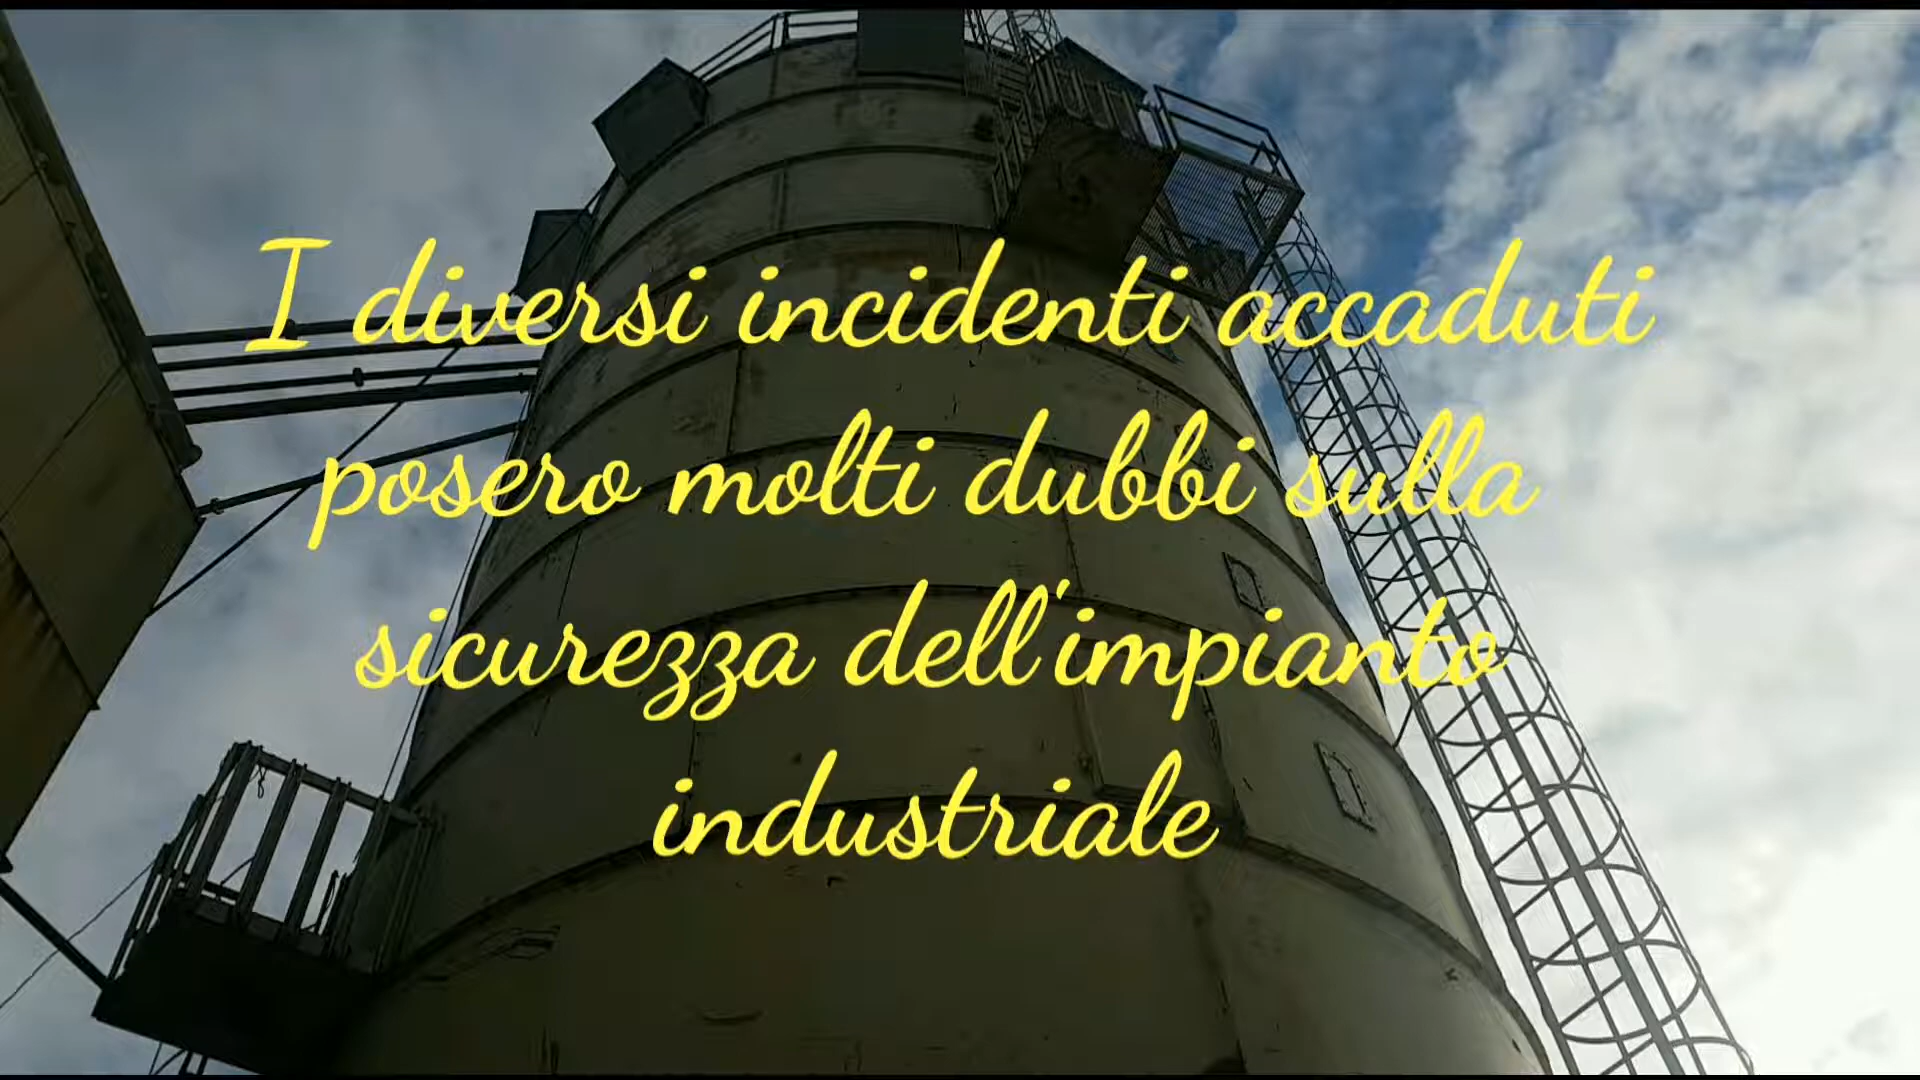 I diversi incidenti accaduti
posero molti dubbi sulla
sicurezza dell'impianto
industriale